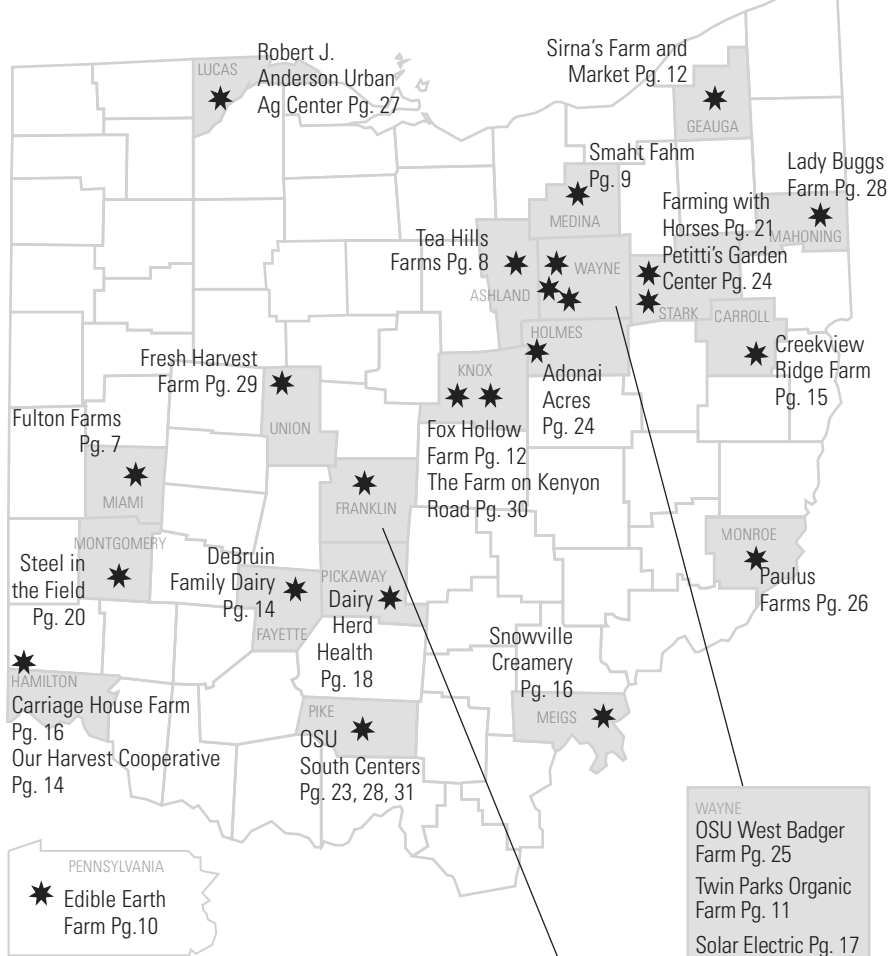 LUCAS
Robert J.
Anderson Urban
Ag Center Pg. 27
Sirna's Farm and
Market Pg. 12
GEAUGA
Smaht Fahm
Pg. 9
MEDINA
Lady Buggs
Farm Pg. 28
MAHONING
Farming with
Horses Pg. 21
Petitti's Garden
Center Pg. 24
STARK
Tea Hills
Farms Pg. 8
ASHLAND
WAYNE
CARROLL
Creekview
Ridge Farm
Pg. 15
HOLMES
Adonai
Acres
Pg. 24
KNOX
Fox Hollow
Farm Pg. 12
The Farm on Kenyon
Road Pg. 30
Fresh Harvest
Farm Pg. 29
UNION
Fulton Farms
Pg. 7
MIAMI
FRANKLIN
MONTGOMERY
Steel in
the Field
Pg. 20
DeBruin
Family Dairy
Pg. 14
FAYETTE
PICKAWAY
Dairy
Herd
Health
Pg. 18
MONROE
Paulus
Farms Pg. 26
Snowville
Creamery
Pg. 16
MEIGS
HAMILTON
Carriage House Farm
Pg. 16
Our Harvest Cooperative
Pg. 14
PIKE
OSU
South Centers
Pg. 23, 28, 31
PENNSYLVANIA
Edible Earth
Farm Pg.10
WAYNE
OSU West Badger
Farm Pg. 25
Twin Parks Organic
Farm Pg. 11
Solar Electric Pg. 17